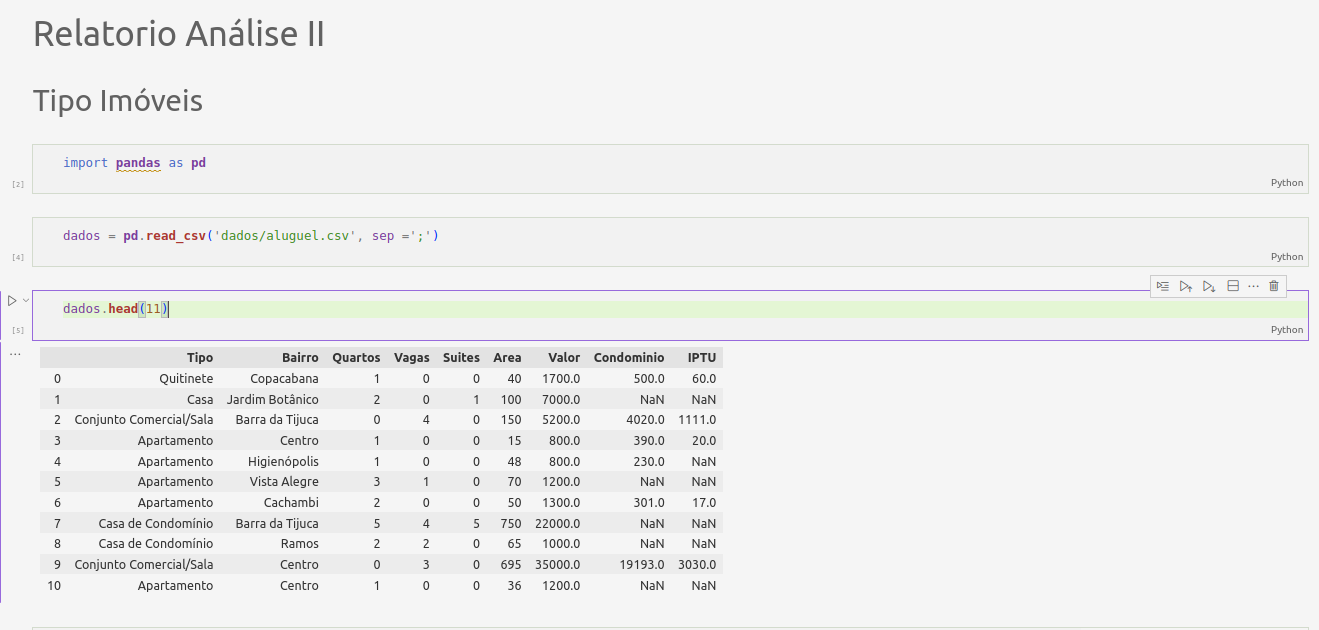 Relatorio Análise II
Tipo Imóveis
import pandas as pd
[2]
Python
dados = pd.read_csv('dados/aluguel.csv', sep =';')
[4]
Python
dados.head(11)
[5]
Python
...
Tipo Bairro Quartos Vagas Suites Area Valor Condominio IPTU
0 Quitinete Copacabana 1 0 0 40 1700.0 500.0 60.0
1 Casa Jardim Botânico 2 0 1 100 7000.0 NaN NaN
2 Conjunto Comercial/Sala Barra da Tijuca 0 4 0 150 5200.0 4020.0 1111.0
3 Apartamento Centro 1 0 0 15 800.0 390.0 20.0
4 Apartamento Higienópolis 1 0 0 48 800.0 230.0 NaN
5 Apartamento Vista Alegre 3 1 0 70 1200.0 NaN NaN
6 Apartamento Cachambi 2 0 0 50 1300.0 301.0 17.0
7 Casa de Condomínio Barra da Tijuca 5 4 5 750 22000.0 NaN NaN
8 Casa de Condomínio Ramos 2 2 0 65 1000.0 NaN NaN
9 Conjunto Comercial/Sala Centro 0 3 0 695 35000.0 19193.0 3030.0
10 Apartamento Centro 1 0 0 36 1200.0 NaN NaN